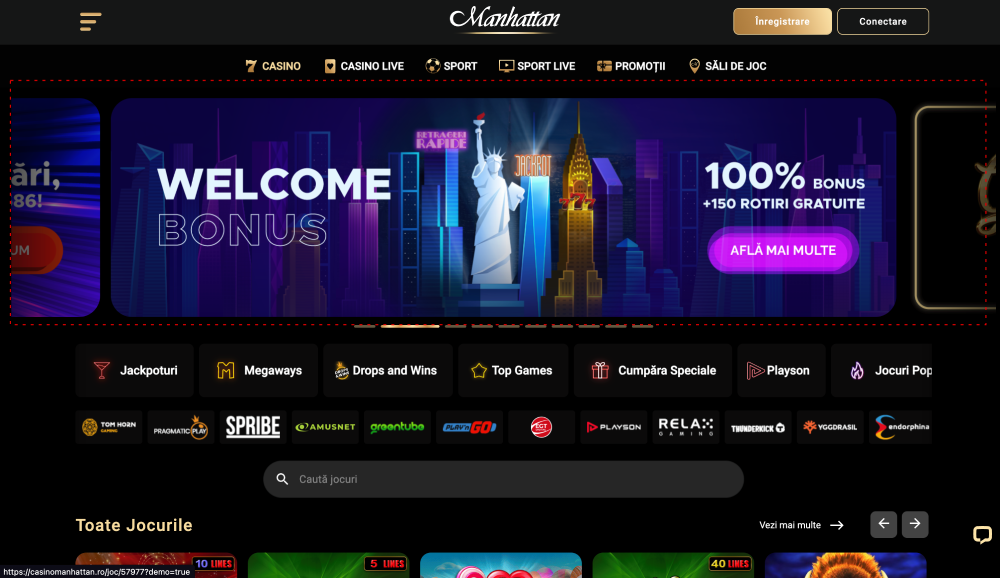 Manhattan
Înregistrare
Conectare
CASINO
CASINO LIVE
SPORT
SPORT LIVE
PROMOȚII
SĂLI DE JOC
ări,
86!
UM
WELCOME
BONUS
RETRAGERI
RAPIDE
JACKPOT
777
100% BONUS
+150 ROTIRI GRATUITE
AFLĂ MAI MULTE
Jackpoturi
Megaways
Drops and Wins
Top Games
Cumpăra Speciale
Playson
Jocuri Pop
TOM HORN
GAMING
PRAGMATIC PLAY
SPRIBE
AMUSNET
greentube
PLAY'n GO
EGT
PLAYSON
RELAX
GAMING
THUNDERKICK
YGGDRASIL
endorphina
Caută jocuri
Toate Jocurile
Vezi mai multe
10 LINES
5 LINES
40 LINES
https://casinomanhattan.ro/joc/57977?demo=true